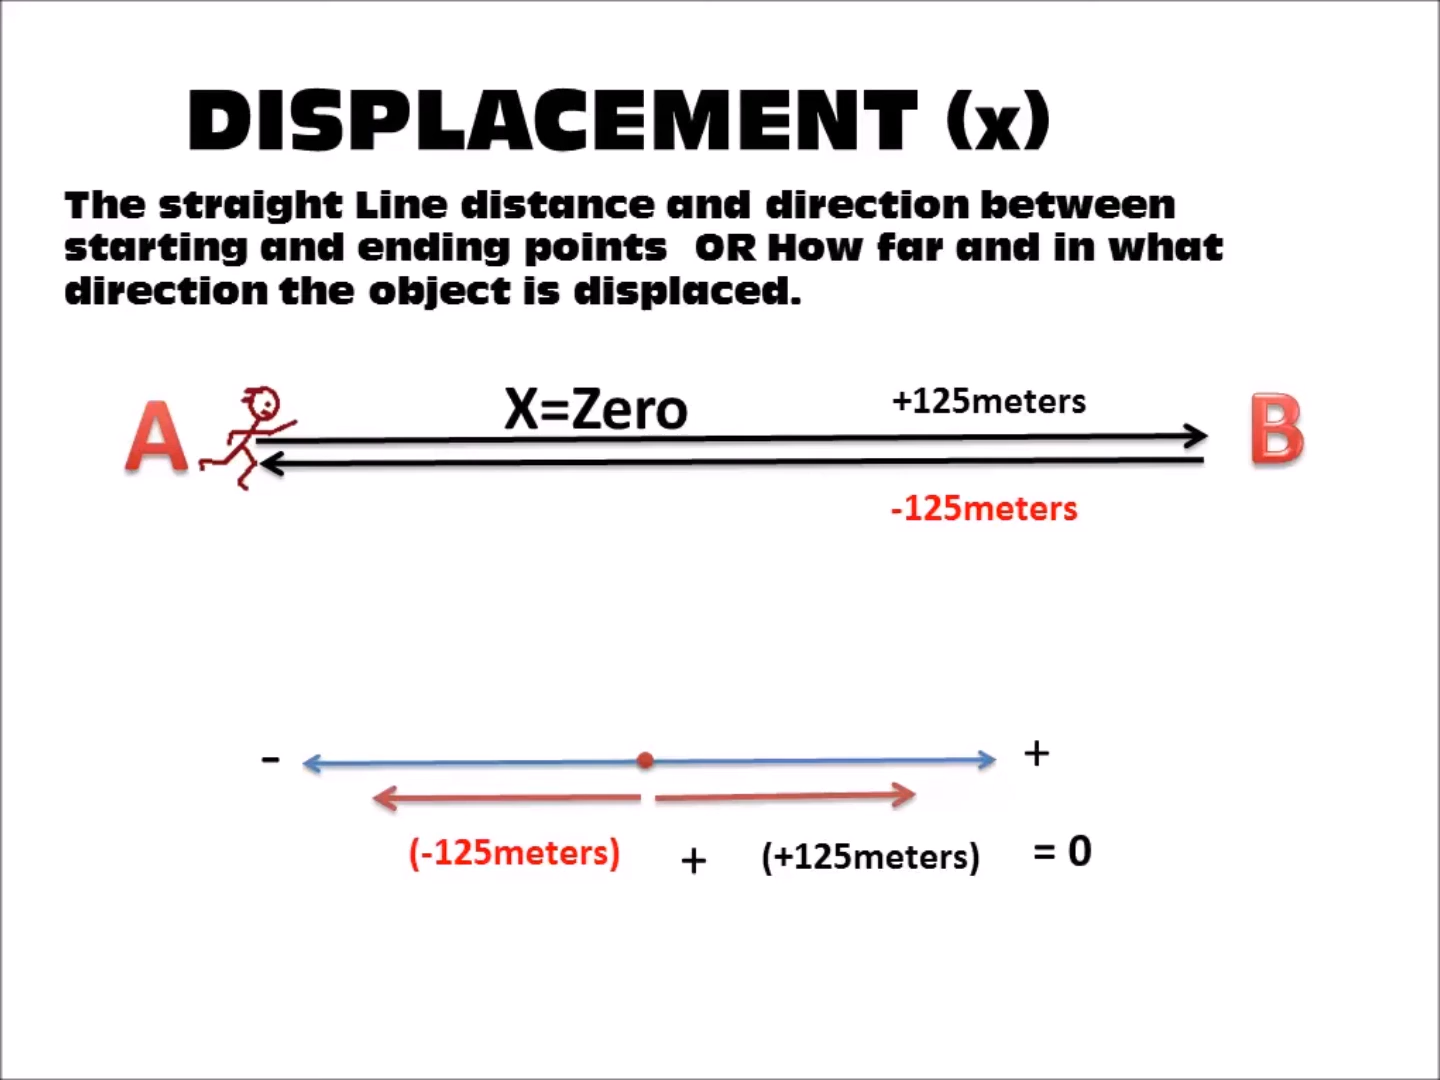 DISPLACEMENT (x)
The straight Line distance and direction between
starting and ending points OR How far and in what
direction the object is displaced.
X=Zero +125meters
A B
-125meters
- +
(-125meters) + (+125meters) = 0